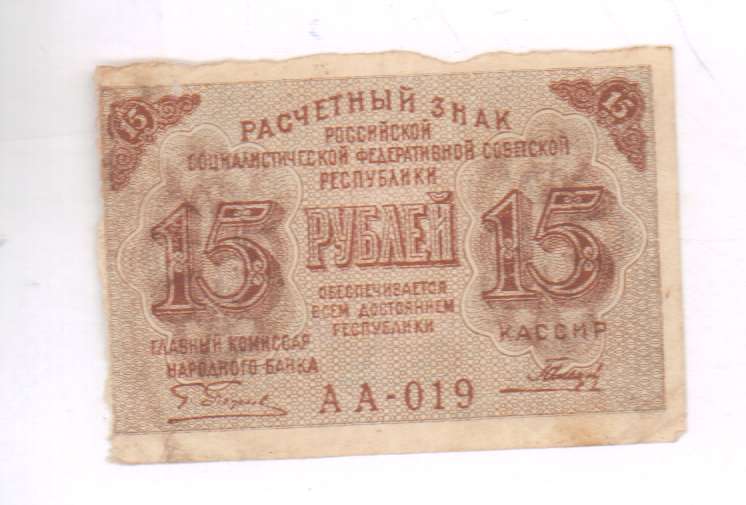 15 15
РАСЧЕТНЫЙ ЗНАК
РОССИЙСКОЙ
СОЦИАЛИСТИЧЕСКОЙ ФЕДЕРАТИВНОЙ СОВЕТСКОЙ
РЕСПУБЛИКИ
15 РУБЛЕЙ 15
ОБЕСПЕЧИВАЕТСЯ
ВСЕМ ДОСТОЯНИЕМ
РЕСПУБЛИКИ
ГЛАВНЫЙ КОМИССАР
НАРОДНОГО БАНКА
КАССИР
АА-019